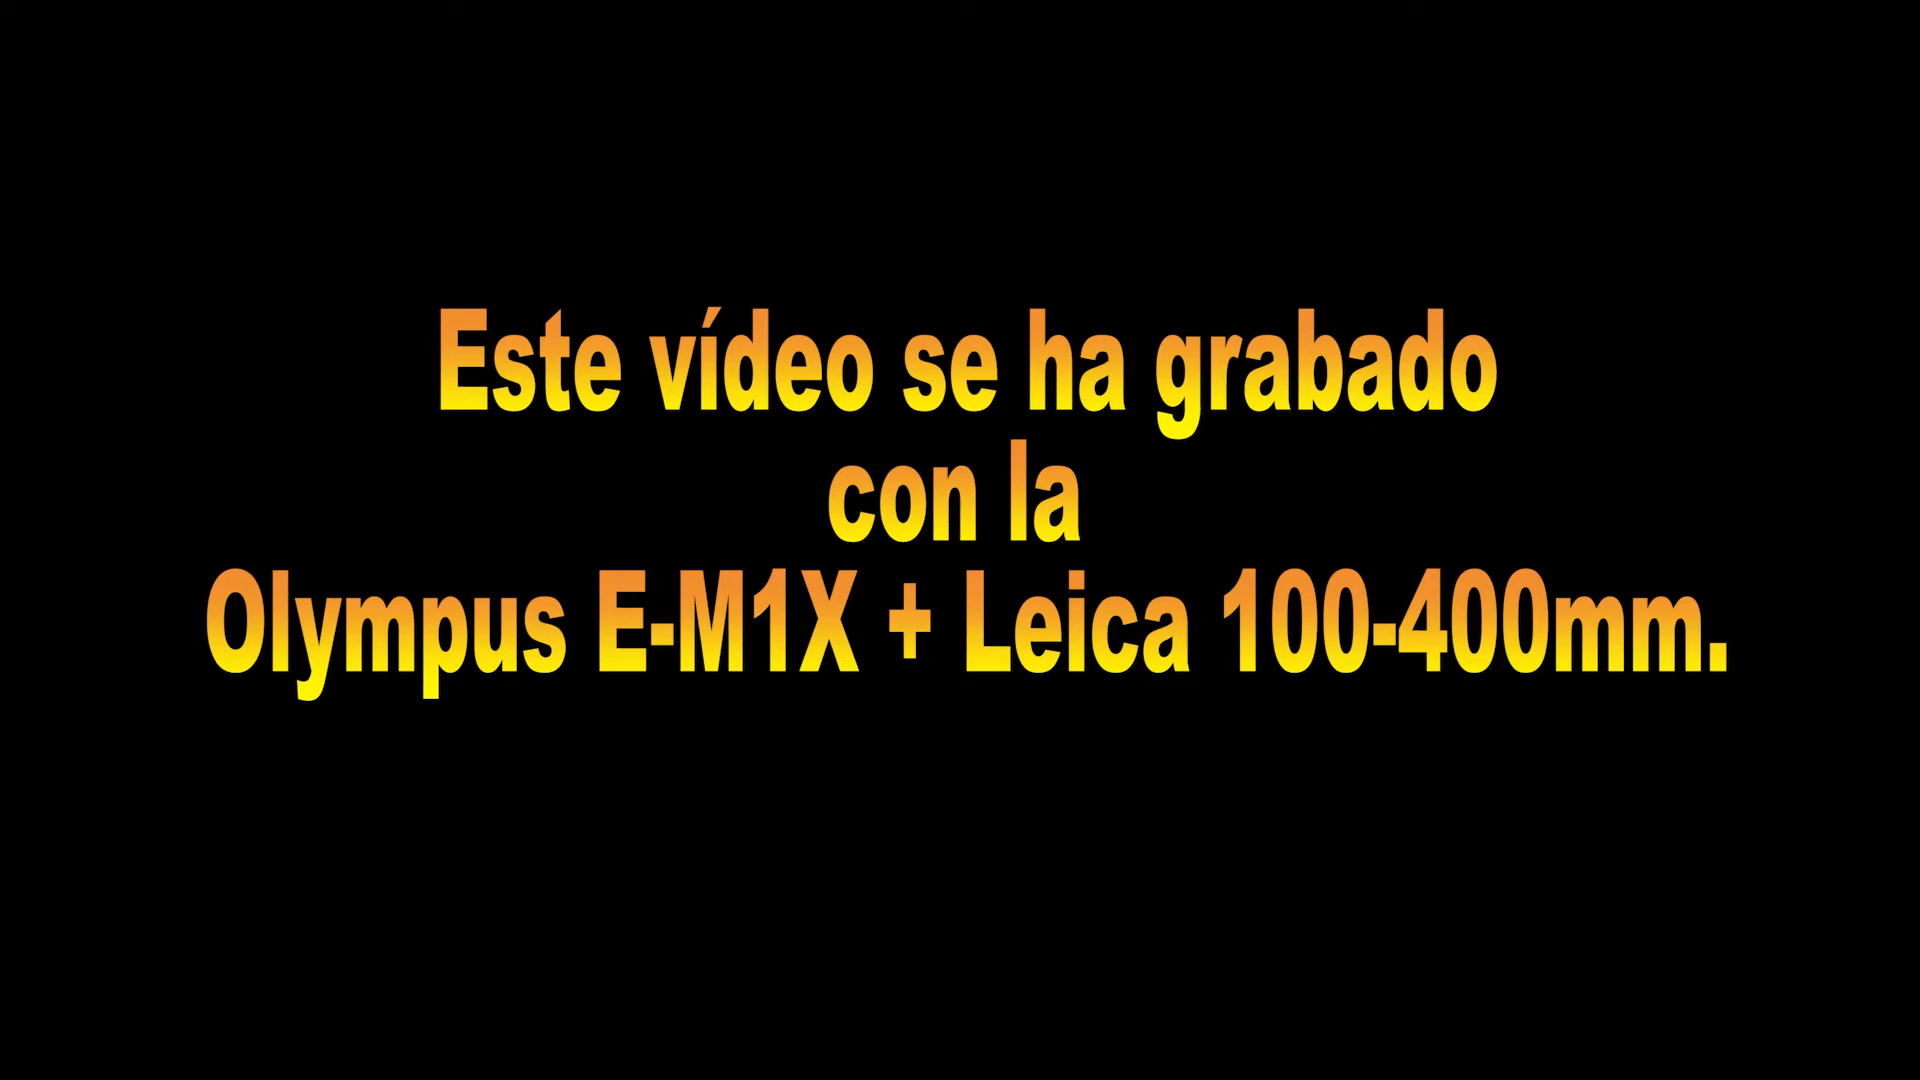 Este vídeo se ha grabado
con la
Olympus E-M1X + Leica 100-400mm.